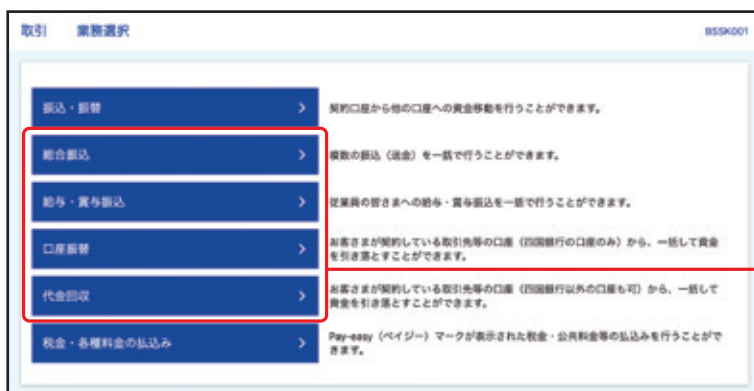 取引 業務選択 BSSK001
振込・振替
契約口座から他の口座への資金移動を行うことができます。
総合振込
複数の振込（送金）を一括で行うことができます。
給与・賞与振込
従業員の皆さまへの給与・賞与振込を一括で行うことができます。
口座振替
お客さまが契約している取引先等の口座（四国銀行の口座のみ）から、一括して資金
を引き落とすことができます。
代金回収
お客さまが契約している取引先等の口座（四国銀行以外の口座も可）から、一括して
資金を引き落とすことができます。
税金・各種料金の払込み
Pay-easy（ペイジー）マークが表示された税金・公共料金等の払込みを行うことがで
きます。